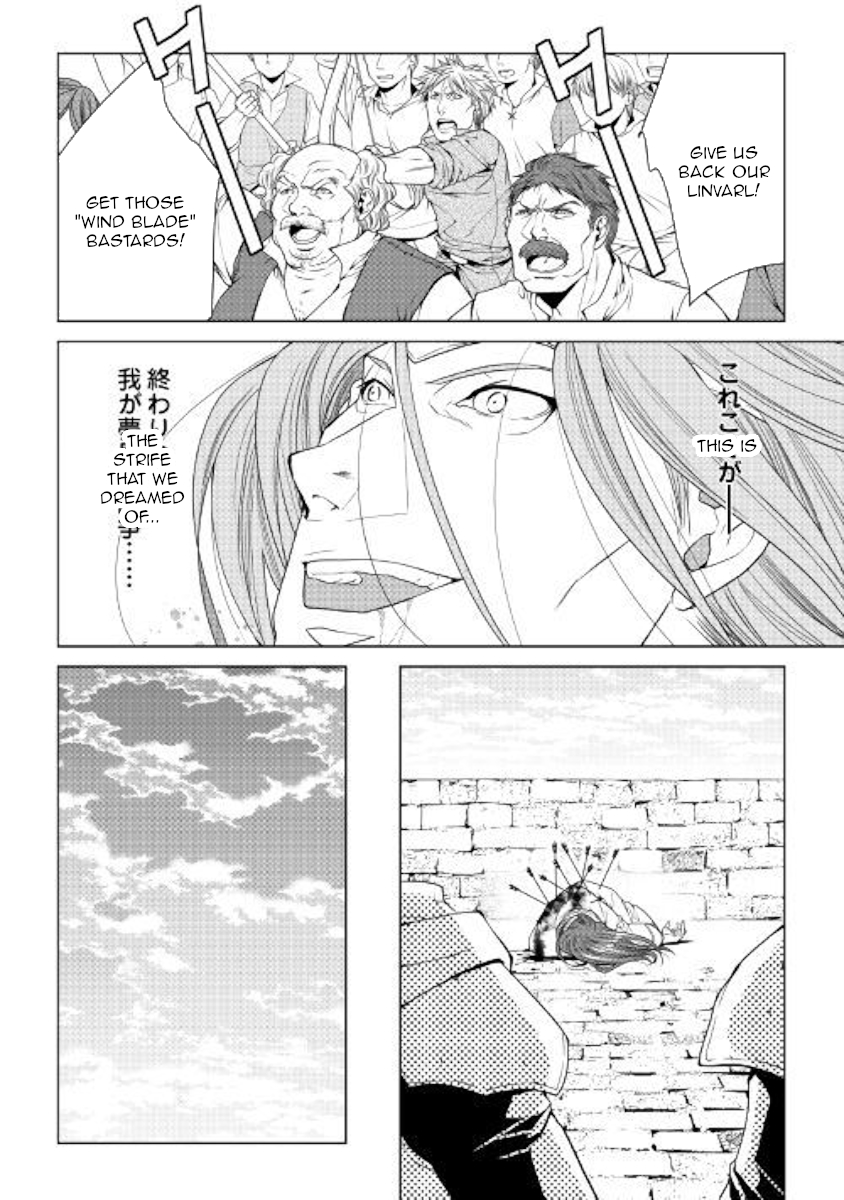 GIVE US
BACK OUR
LINVARL!
GET THOSE
"WIND BLADE"
BASTARDS!
これこ
が——
THIS IS
終わり
我が夢
THE
STRIFE
THAT WE
DREAMED
OF...